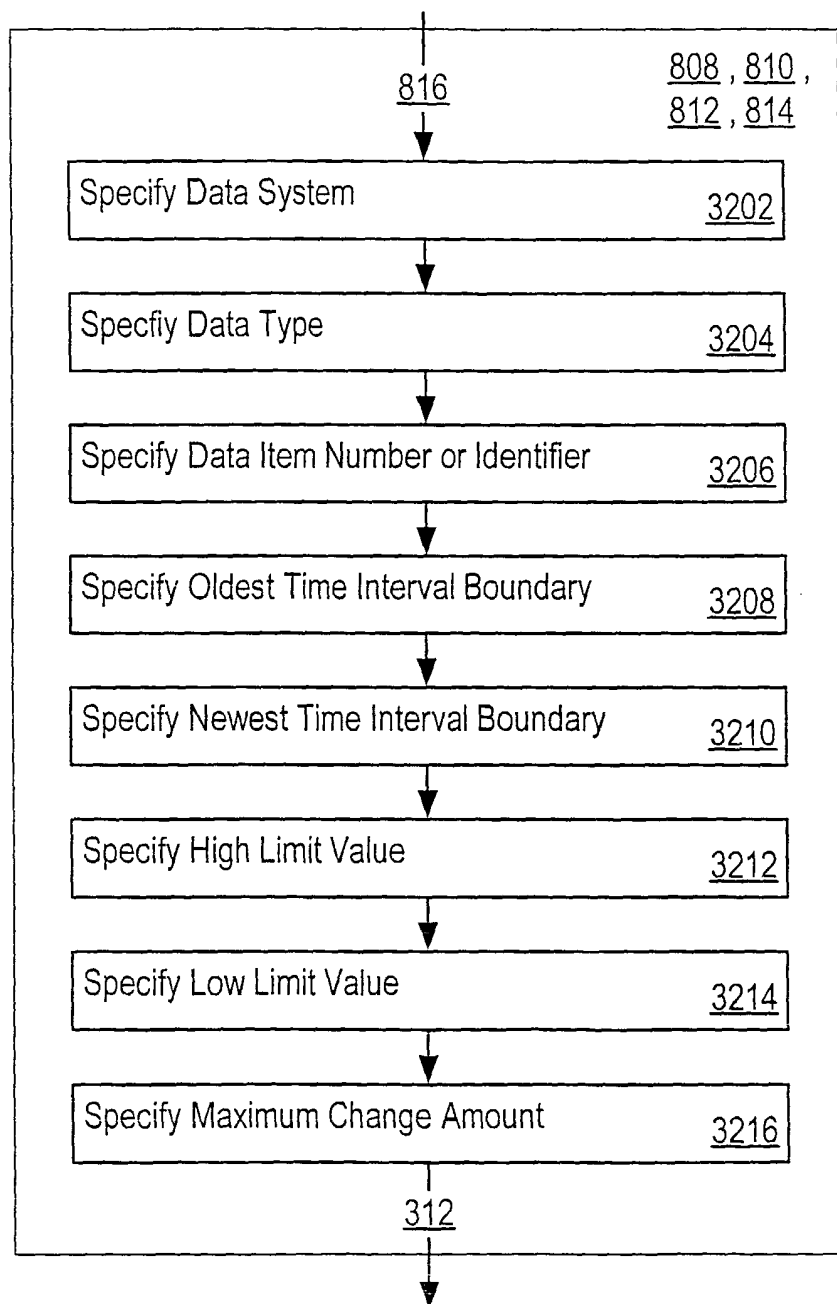 816
808 , 810 ,
812 , 814
Specify Data System
3202
Specfiy Data Type
3204
Specify Data Item Number or Identifier
3206
Specify Oldest Time Interval Boundary
3208
Specify Newest Time Interval Boundary
3210
Specify High Limit Value
3212
Specify Low Limit Value
3214
Specify Maximum Change Amount
3216
312